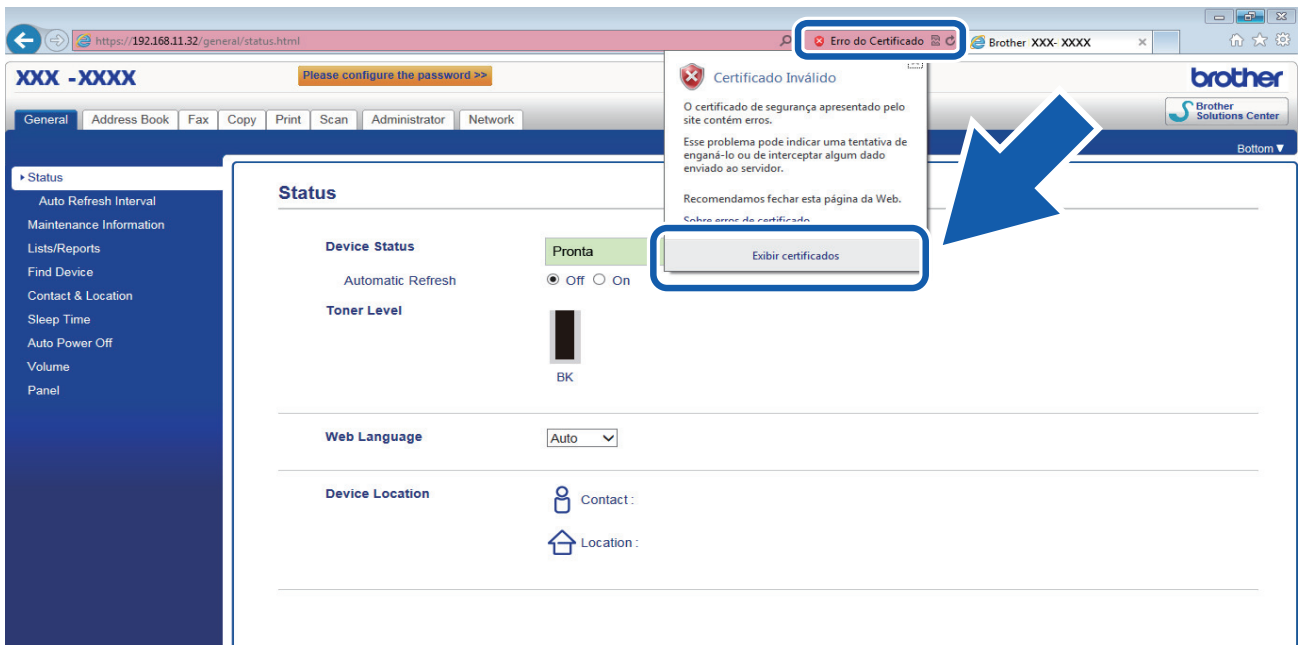 https://192.168.11.32/general/status.html
Erro do Certificado
Brother XXX- XXXX
XXX -XXXX
Please configure the password >>
brother
General
Address Book
Fax
Copy
Print
Scan
Administrator
Network
Brother
Solutions Center
Bottom▼
Certificado Inválido
O certificado de segurança apresentado pelo
site contém erros.
Esse problema pode indicar uma tentativa de
enganá-lo ou de interceptar algum dado
enviado ao servidor.
Recomendamos fechar esta página da Web.
Sobre erros de certificado
Exibir certificados
Status
Auto Refresh Interval
Maintenance Information
Lists/Reports
Find Device
Contact & Location
Sleep Time
Auto Power Off
Volume
Panel
Status
Device Status
Pronta
Automatic Refresh
Off
On
Toner Level
BK
Web Language
Auto
Device Location
Contact :
Location :